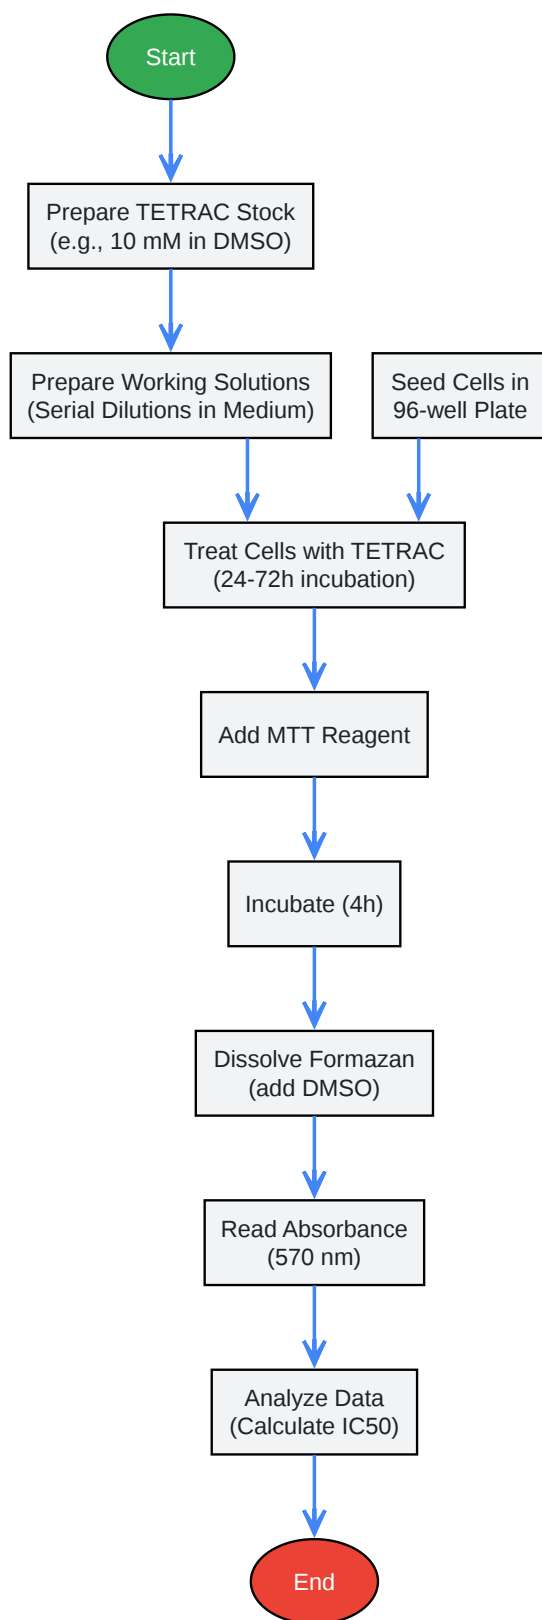 Start
Prepare TETRAC Stock
(e.g., 10 mM in DMSO)
Prepare Working Solutions
(Serial Dilutions in Medium)
Seed Cells in
96-well Plate
Treat Cells with TETRAC
(24-72h incubation)
Add MTT Reagent
Incubate (4h)
Dissolve Formazan
(add DMSO)
Read Absorbance
(570 nm)
Analyze Data
(Calculate IC50)
End